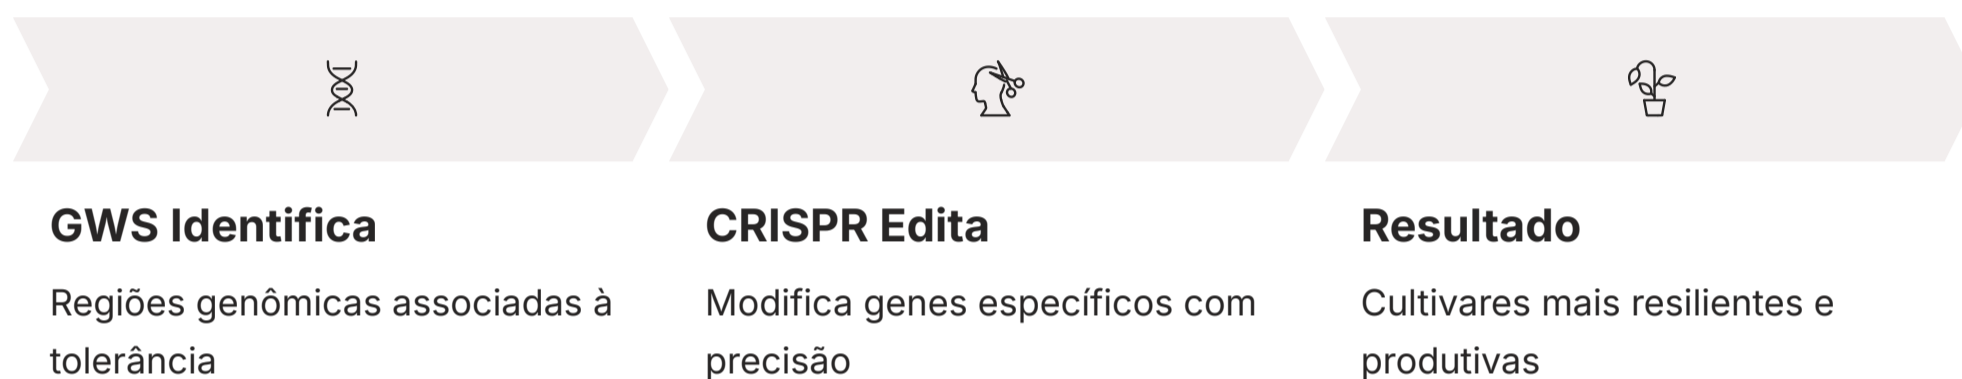 GWS Identifica
Regiões genômicas associadas à
tolerância
CRISPR Edita
Modifica genes específicos com
precisão
Resultado
Cultivares mais resilientes e
produtivas